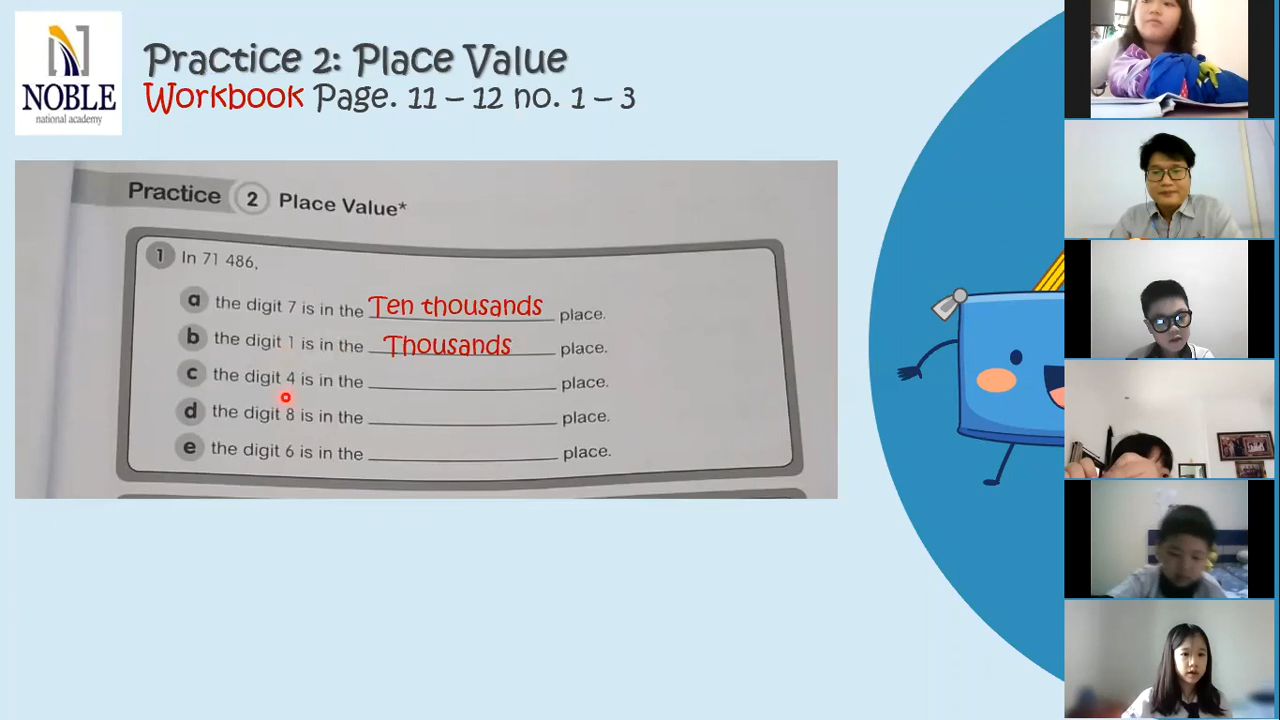 NOBLE
national academy
Practice 2: Place Value
Workbook Page. 11 – 12 no. 1 – 3
Practice 2 Place Value*
1 In 71 486,
a the digit 7 is in the Ten thousands place.
b the digit 1 is in the Thousands place.
c the digit 4 is in the ____________ place.
d the digit 8 is in the ____________ place.
e the digit 6 is in the ____________ place.